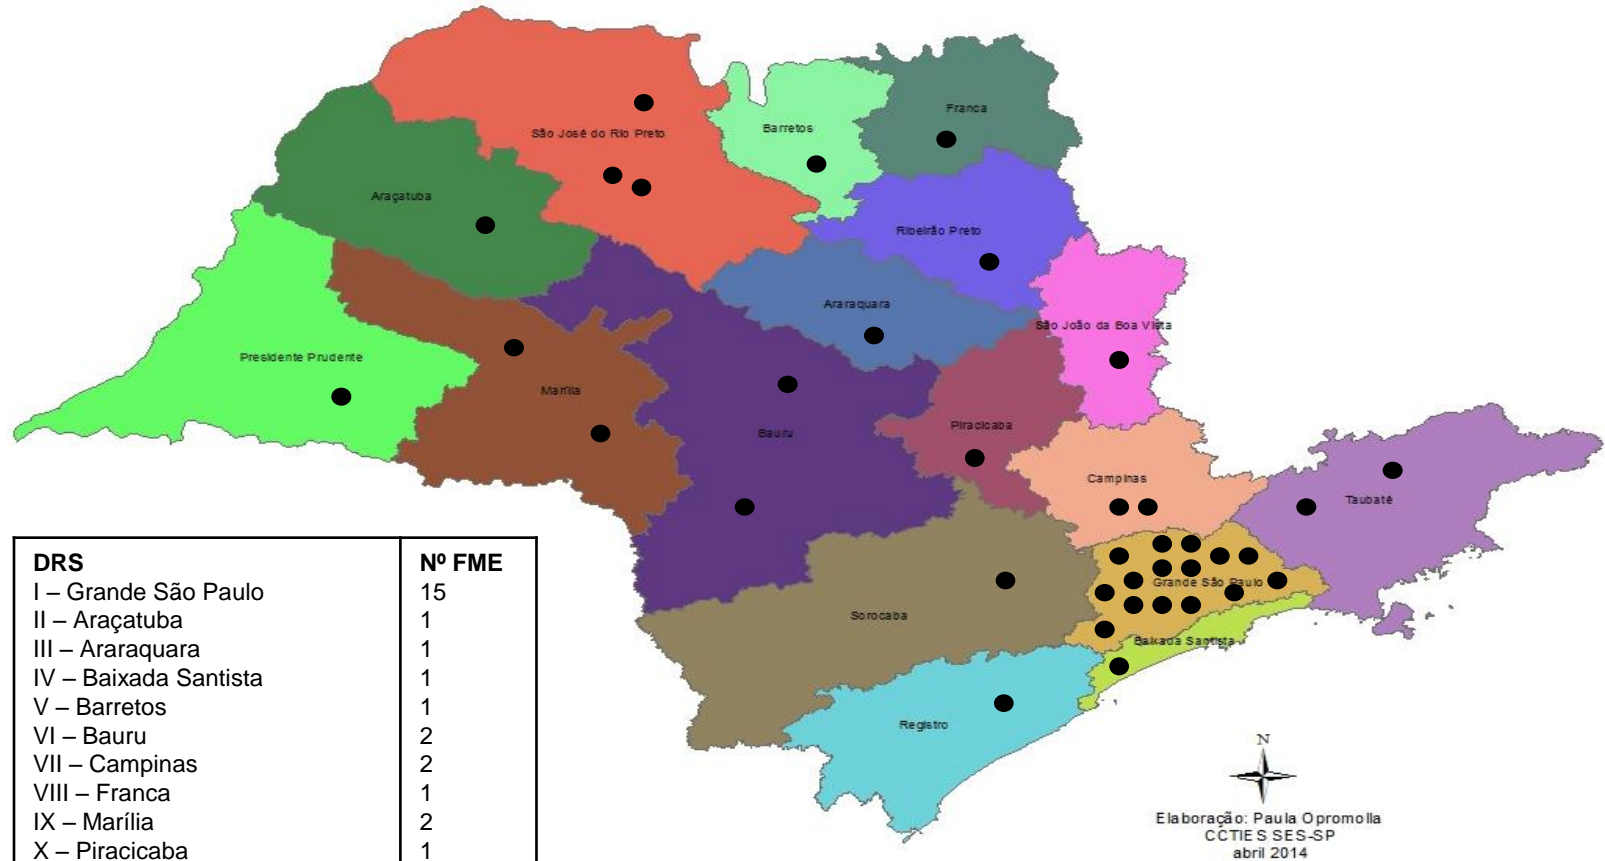 Franca
Barretos
São José do Rio Preto
Araçatuba
Ribeirão Preto
Araraquara
São João da Boa Vista
Presidente Prudente
Marília
Piracicaba
Bauru
Campinas
Taubaté
Grande São Paulo
Sorocaba
Baixada Santista
Registro
DRS Nº FME
I – Grande São Paulo 15
II – Araçatuba 1
III – Araraquara 1
IV – Baixada Santista 1
V – Barretos 1
VI – Bauru 2
VII – Campinas 2
VIII – Franca 1
IX – Marília 2
X – Piracicaba 1
N
Elaboração: Paula Opromolla
CCTIES SES-SP
abril 2014